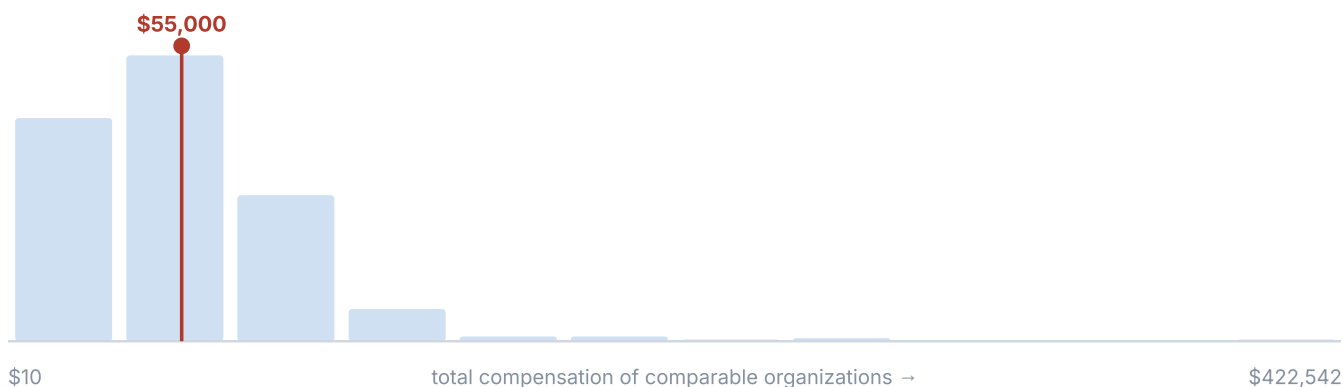 $55,000
$10
total compensation of comparable organizations →
$422,542